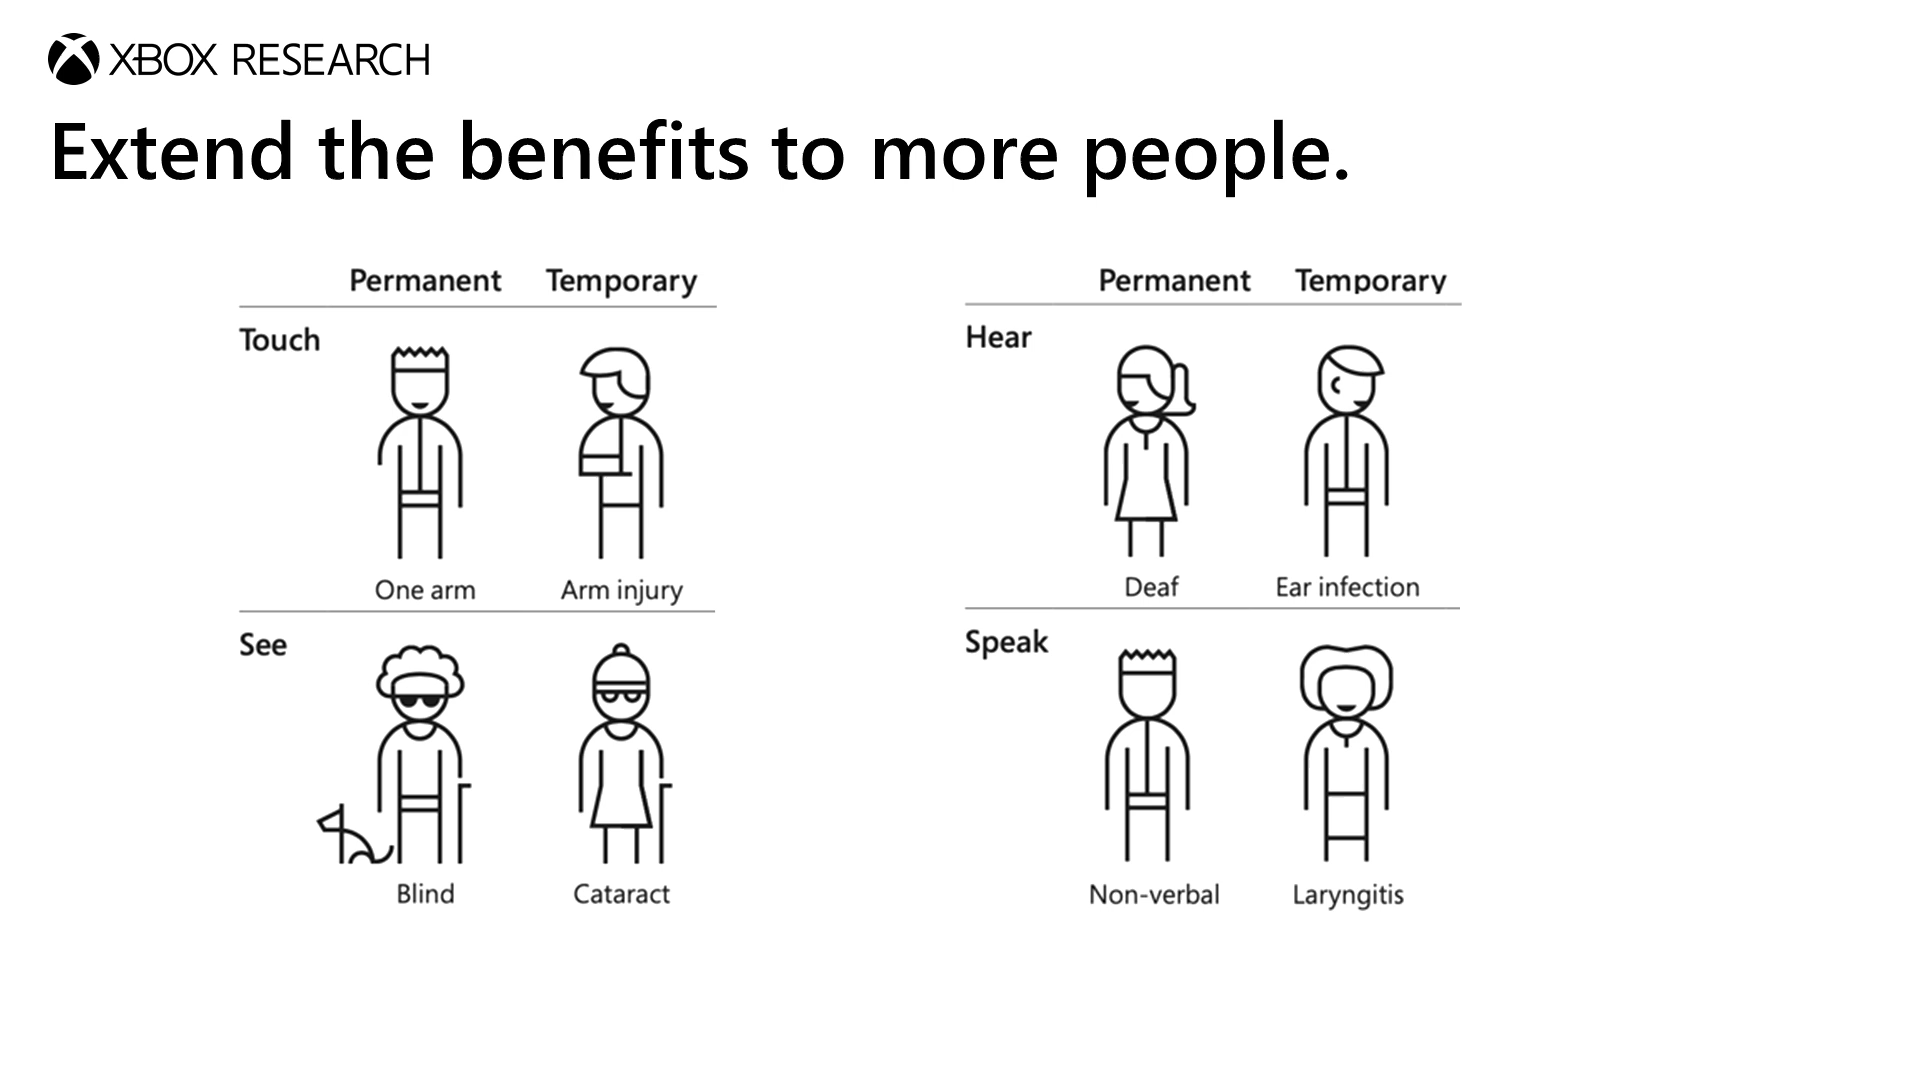 XBOX RESEARCH
Extend the benefits to more people.
Permanent Temporary
Touch
One arm Arm injury
See
Blind Cataract
Permanent Temporary
Hear
Deaf Ear infection
Speak
Non-verbal Laryngitis